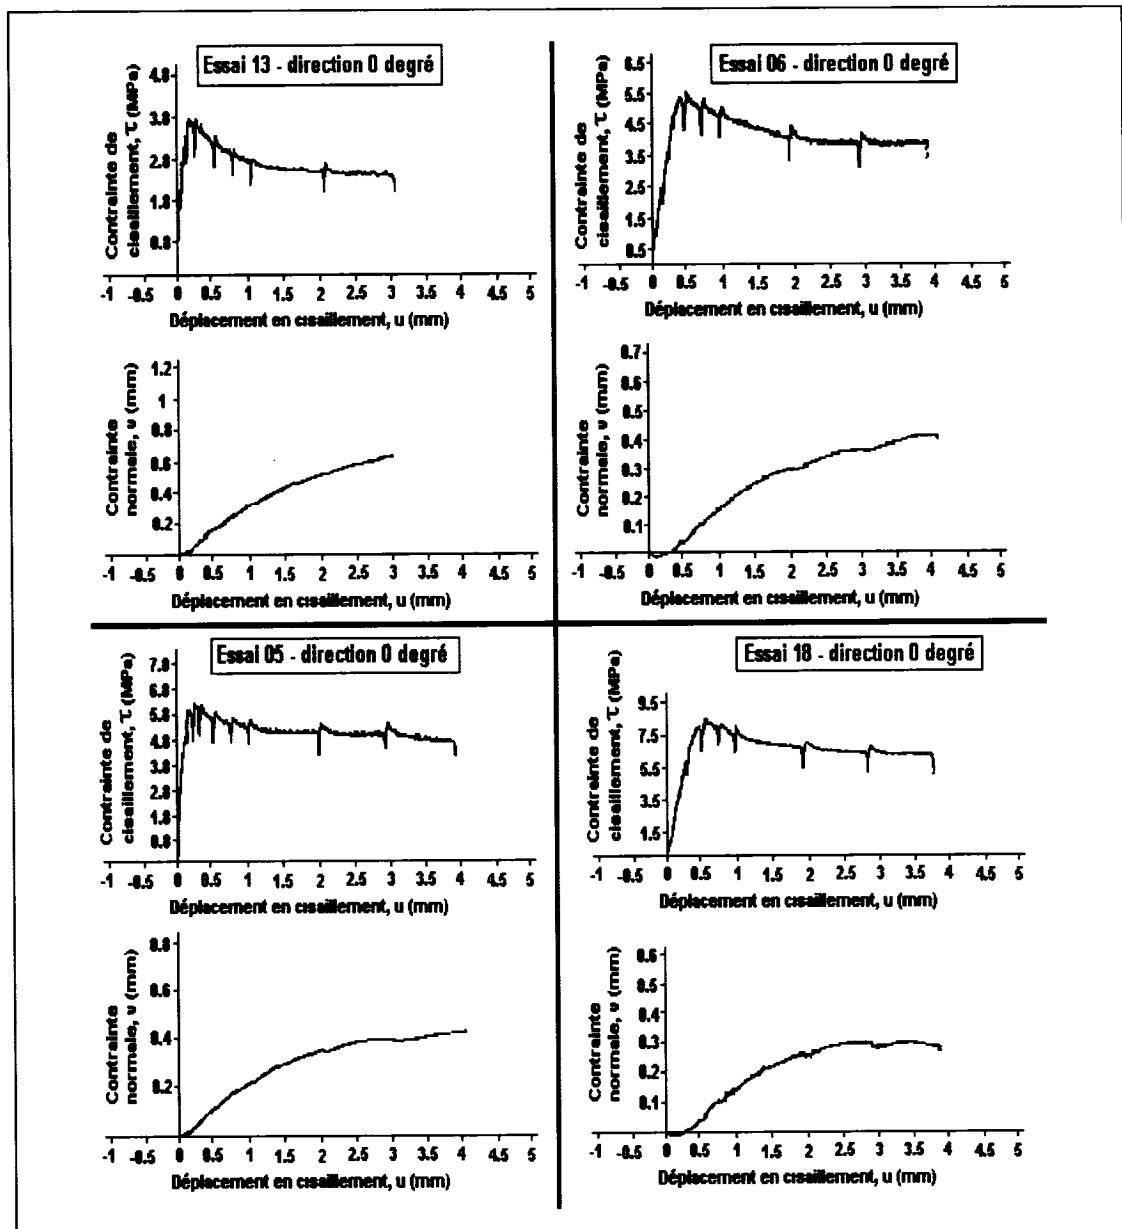 Essai 13 - direction 0 degré
Contrainte de
cisaillement, τ (MPa)
4.8
3.8
2.8
1.8
0.8
-1 -0.5 0 0.5 1 1.5 2 2.5 3 3.5 4 4.5 5
Déplacement en cisaillement, u (mm)
Contrainte
normale, υ (mm)
1.2
1
0.8
0.6
0.4
0.2
-1 -0.5 0 0.5 1 1.5 2 2.5 3 3.5 4 4.5 5
Déplacement en cisaillement, u (mm)
Essai 06 - direction 0 degré
Contrainte de
cisaillement, τ (MPa)
6.5
5.5
4.5
3.5
2.5
1.5
0.5
-1 -0.5 0 0.5 1 1.5 2 2.5 3 3.5 4 4.5 5
Déplacement en cisaillement, u (mm)
Contrainte
normale, υ (mm)
0.7
0.6
0.5
0.4
0.3
0.2
0.1
-1 -0.5 0 0.5 1 1.5 2 2.5 3 3.5 4 4.5 5
Déplacement en cisaillement, u (mm)
Essai 05 - direction 0 degré
Contrainte de
cisaillement, τ (MPa)
7.8
6.8
5.8
4.8
3.8
2.8
1.8
0.8
-1 -0.5 0 0.5 1 1.5 2 2.5 3 3.5 4 4.5 5
Déplacement en cisaillement, u (mm)
Contrainte
normale, υ (mm)
0.8
0.6
0.4
0.2
-1 -0.5 0 0.5 1 1.5 2 2.5 3 3.5 4 4.5 5
Déplacement en cisaillement, u (mm)
Essai 18 - direction 0 degré
Contrainte de
cisaillement, τ (MPa)
9.5
7.5
5.5
3.5
1.5
-1 -0.5 0 0.5 1 1.5 2 2.5 3 3.5 4 4.5 5
Déplacement en cisaillement, u (mm)
Contrainte
normale, υ (mm)
0.6
0.5
0.4
0.3
0.2
0.1
-1 -0.5 0 0.5 1 1.5 2 2.5 3 3.5 4 4.5 5
Déplacement en cisaillement, u (mm)